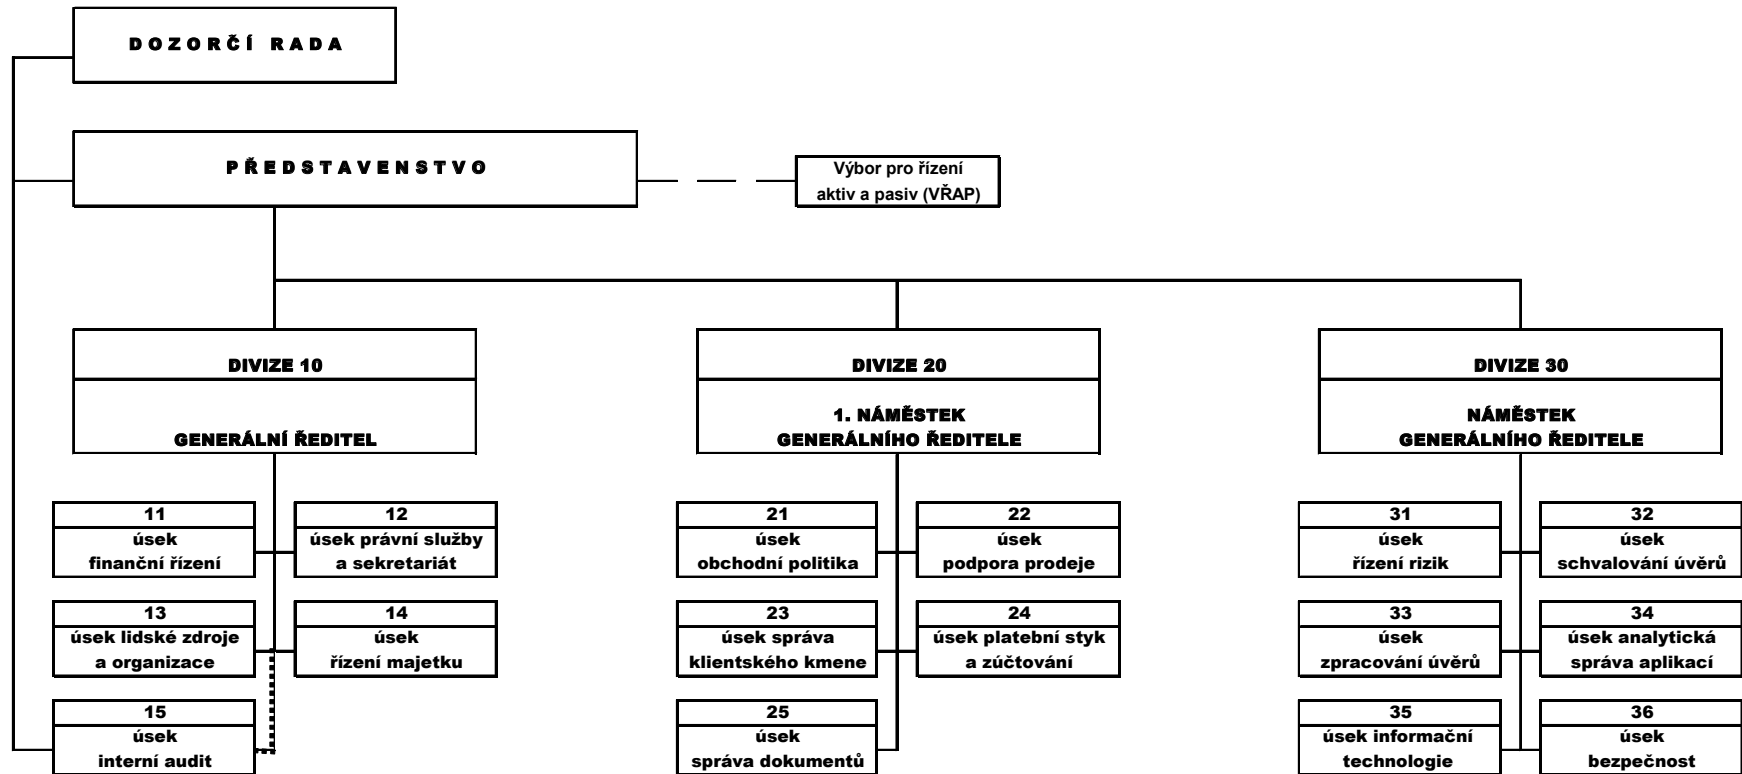 DOZORČÍ RADA
PŘEDSTAVENSTVO
Výbor pro řízení
aktiv a pasiv (VŘAP)
DIVIZE 10
GENERÁLNÍ ŘEDITEL
DIVIZE 20
1. NÁMĚSTEK
GENERÁLNÍHO ŘEDITELE
DIVIZE 30
NÁMĚSTEK
GENERÁLNÍHO ŘEDITELE
11
úsek
finanční řízení
12
úsek právní služby
a sekretariát
13
úsek lidské zdroje
a organizace
14
úsek
řízení majetku
15
úsek
interní audit
21
úsek
obchodní politika
22
úsek
podpora prodeje
23
úsek správa
klientského kmene
24
úsek platební styk
a zúčtování
25
úsek
správa dokumentů
31
úsek
řízení rizik
32
úsek
schvalování úvěrů
33
úsek
zpracování úvěrů
34
úsek analytická
správa aplikací
35
úsek informační
technologie
36
úsek
bezpečnost